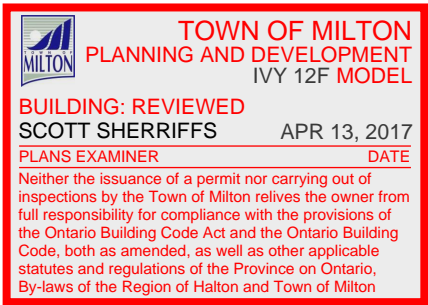 TOWN OF MILTON
PLANNING AND DEVELOPMENT
IVY 12F MODEL
TOWN OF
MILTON
BUILDING: REVIEWED
SCOTT SHERRIFFS APR 13, 2017
PLANS EXAMINER DATE
Neither the issuance of a permit nor carrying out of
inspections by the Town of Milton relives the owner from
full responsibility for compliance with the provisions of
the Ontario Building Code Act and the Ontario Building
Code, both as amended, as well as other applicable
statutes and regulations of the Province on Ontario,
By-laws of the Region of Halton and Town of Milton